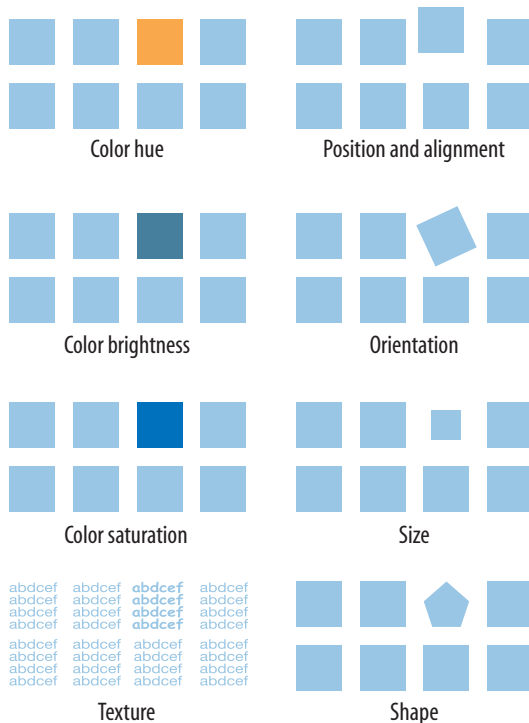 Color hue
Position and alignment
Color brightness
Orientation
Color saturation
Size
abdcef abdcef abdcef abdcef
abdcef abdcef abdcef abdcef
abdcef abdcef abdcef abdcef
abdcef abdcef abdcef abdcef
abdcef abdcef abdcef abdcef
abdcef abdcef abdcef abdcef
abdcef abdcef abdcef abdcef
abdcef abdcef abdcef abdcef
Texture
Shape